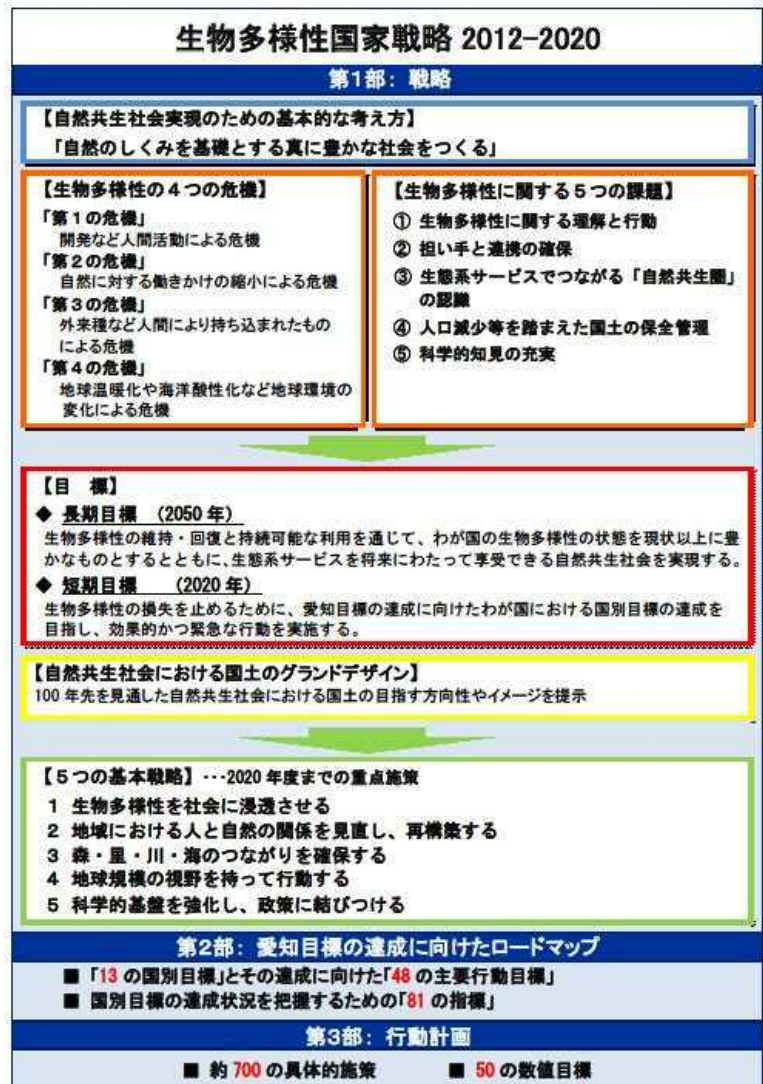 生物多様性国家戦略 2012-2020
第1部: 戦略
【自然共生社会実現のための基本的な考え方】
「自然のしくみを基礎とする真に豊かな社会をつくる」
【生物多様性の4つの危機】
「第1の危機」
開発など人間活動による危機
「第2の危機」
自然に対する働きかけの縮小による危機
「第3の危機」
外来種など人間により持ち込まれたもの
による危機
「第4の危機」
地球温暖化や海洋酸性化など地球環境の
変化による危機
【生物多様性に関する5つの課題】
① 生物多様性に関する理解と行動
② 担い手と連携の確保
③ 生態系サービスでつながる「自然共生圏」
の認識
④ 人口減少等を踏まえた国土の保全管理
⑤ 科学的知見の充実
【目 標】
◆ 長期目標 (2050 年)
生物多様性の維持・回復と持続可能な利用を通じて、わが国の生物多様性の状態を現状以上に豊
かなものとするとともに、生態系サービスを将来にわたって享受できる自然共生社会を実現する。
◆ 短期目標 (2020 年)
生物多様性の損失を止めるために、愛知目標の達成に向けたわが国における国別目標の達成を
目指し、効果的かつ緊急な行動を実施する。
【自然共生社会における国土のグランドデザイン】
100 年先を見通した自然共生社会における国土の目指す方向性やイメージを提示
【5つの基本戦略】・・・2020 年度までの重点施策
1 生物多様性を社会に浸透させる
2 地域における人と自然の関係を見直し、再構築する
3 森・里・川・海のつながりを確保する
4 地球規模の視野を持って行動する
5 科学的基盤を強化し、政策に結びつける
第2部: 愛知目標の達成に向けたロードマップ
■ 「13 の国別目標」とその達成に向けた「48 の主要行動目標」
■ 国別目標の達成状況を把握するための「81 の指標」
第3部: 行動計画
■ 約 700 の具体的施策 ■ 50 の数値目標